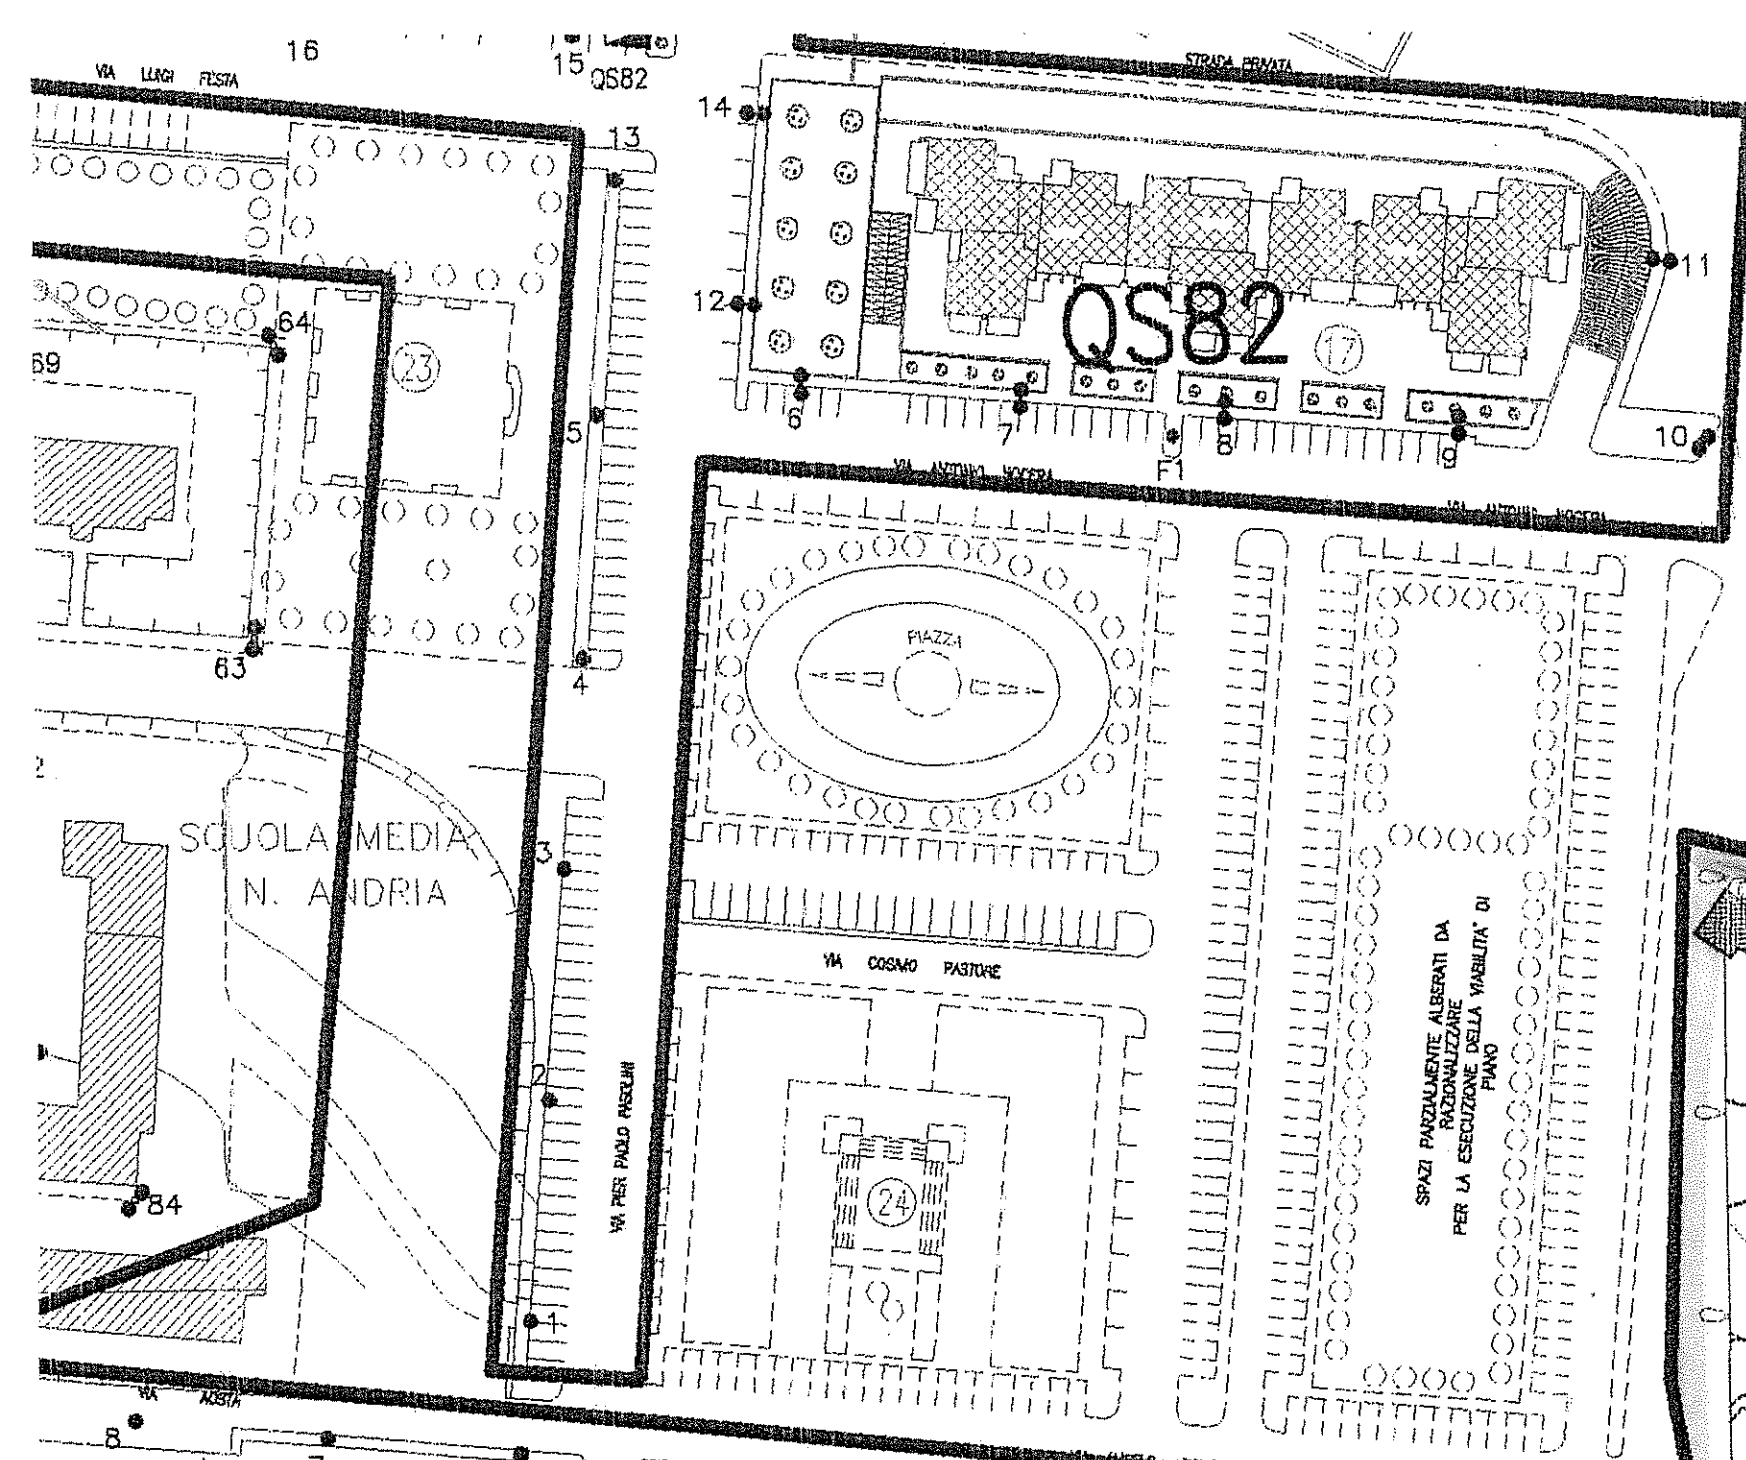 16
15
QS82
VIA LUIGI FESTA
STRADA PRIVATA
14
13
11
12
64
23
69
QS82
17
5
6
7
F1
8
9
10
VIA ANTONIO NOCERA
VIA ANTONIO NOCERA
PIAZZA
63
4
2
SCUOLA MEDIA
N. ANDRIA
3
VIA COSIMO PASTORE
SPAZI PARZIALMENTE ALBERATI DA
RAZIONALIZZARE
PER LA ESECUZIONE DELLA VIABILITA' DI
PIANO
2
VIA PIER PAOLO PASOLINI
84
24
1
VIA AOSTA
8